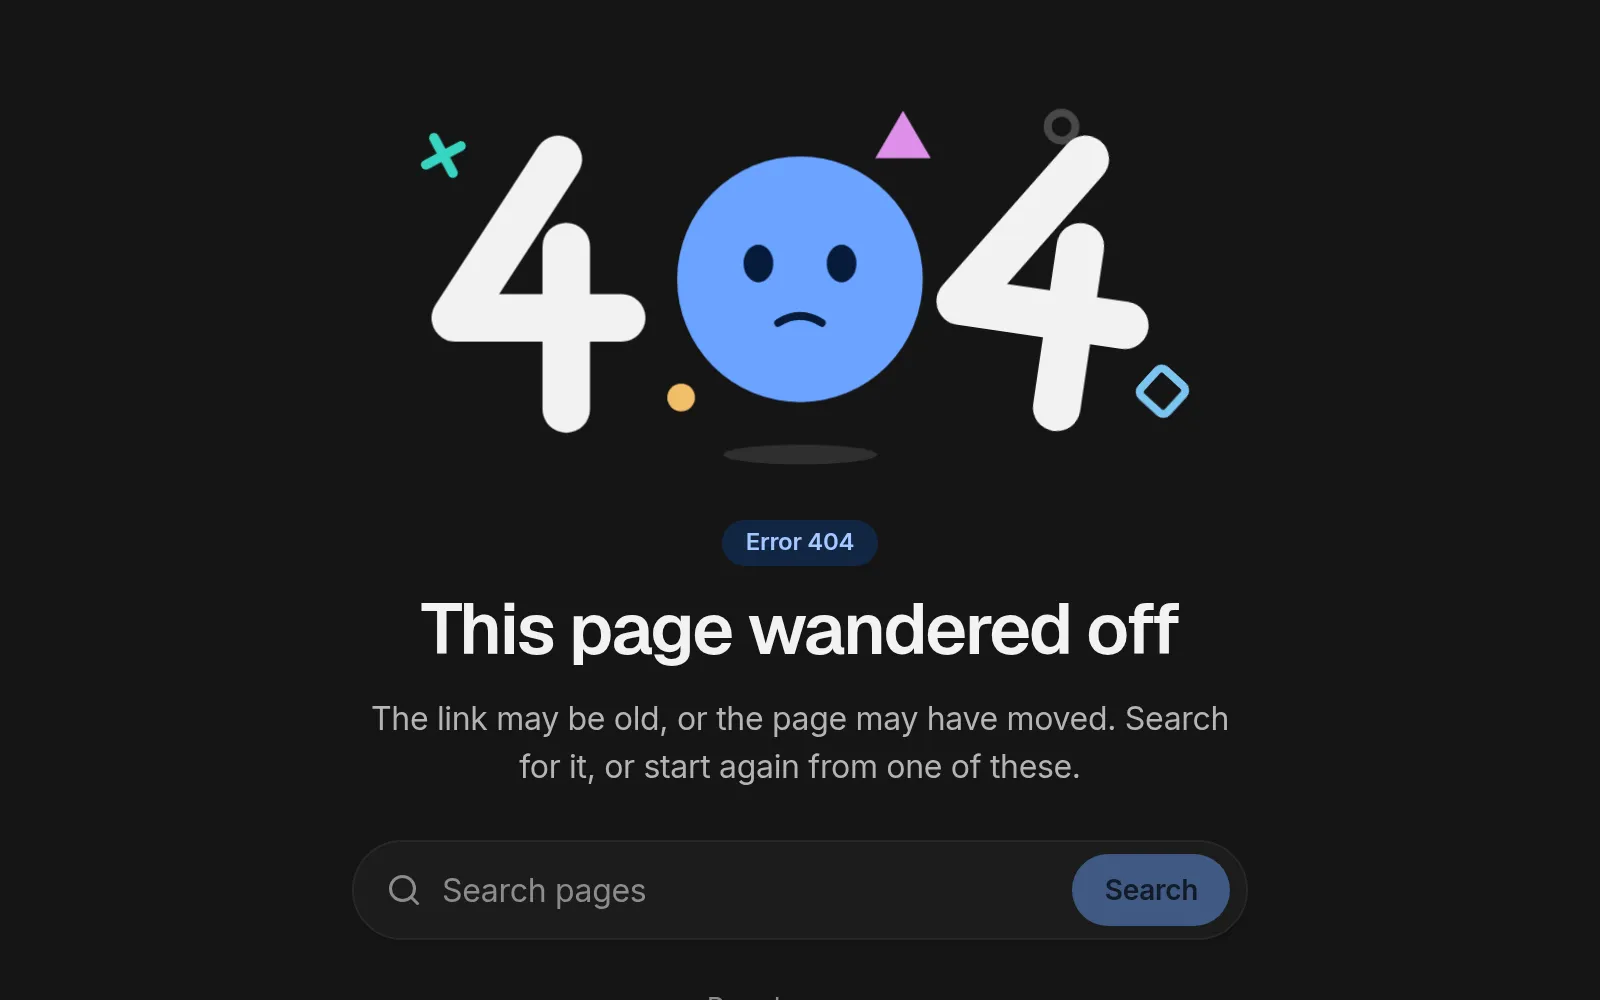 404
Error 404
This page wandered off
The link may be old, or the page may have moved. Search
for it, or start again from one of these.
Search pages
Search